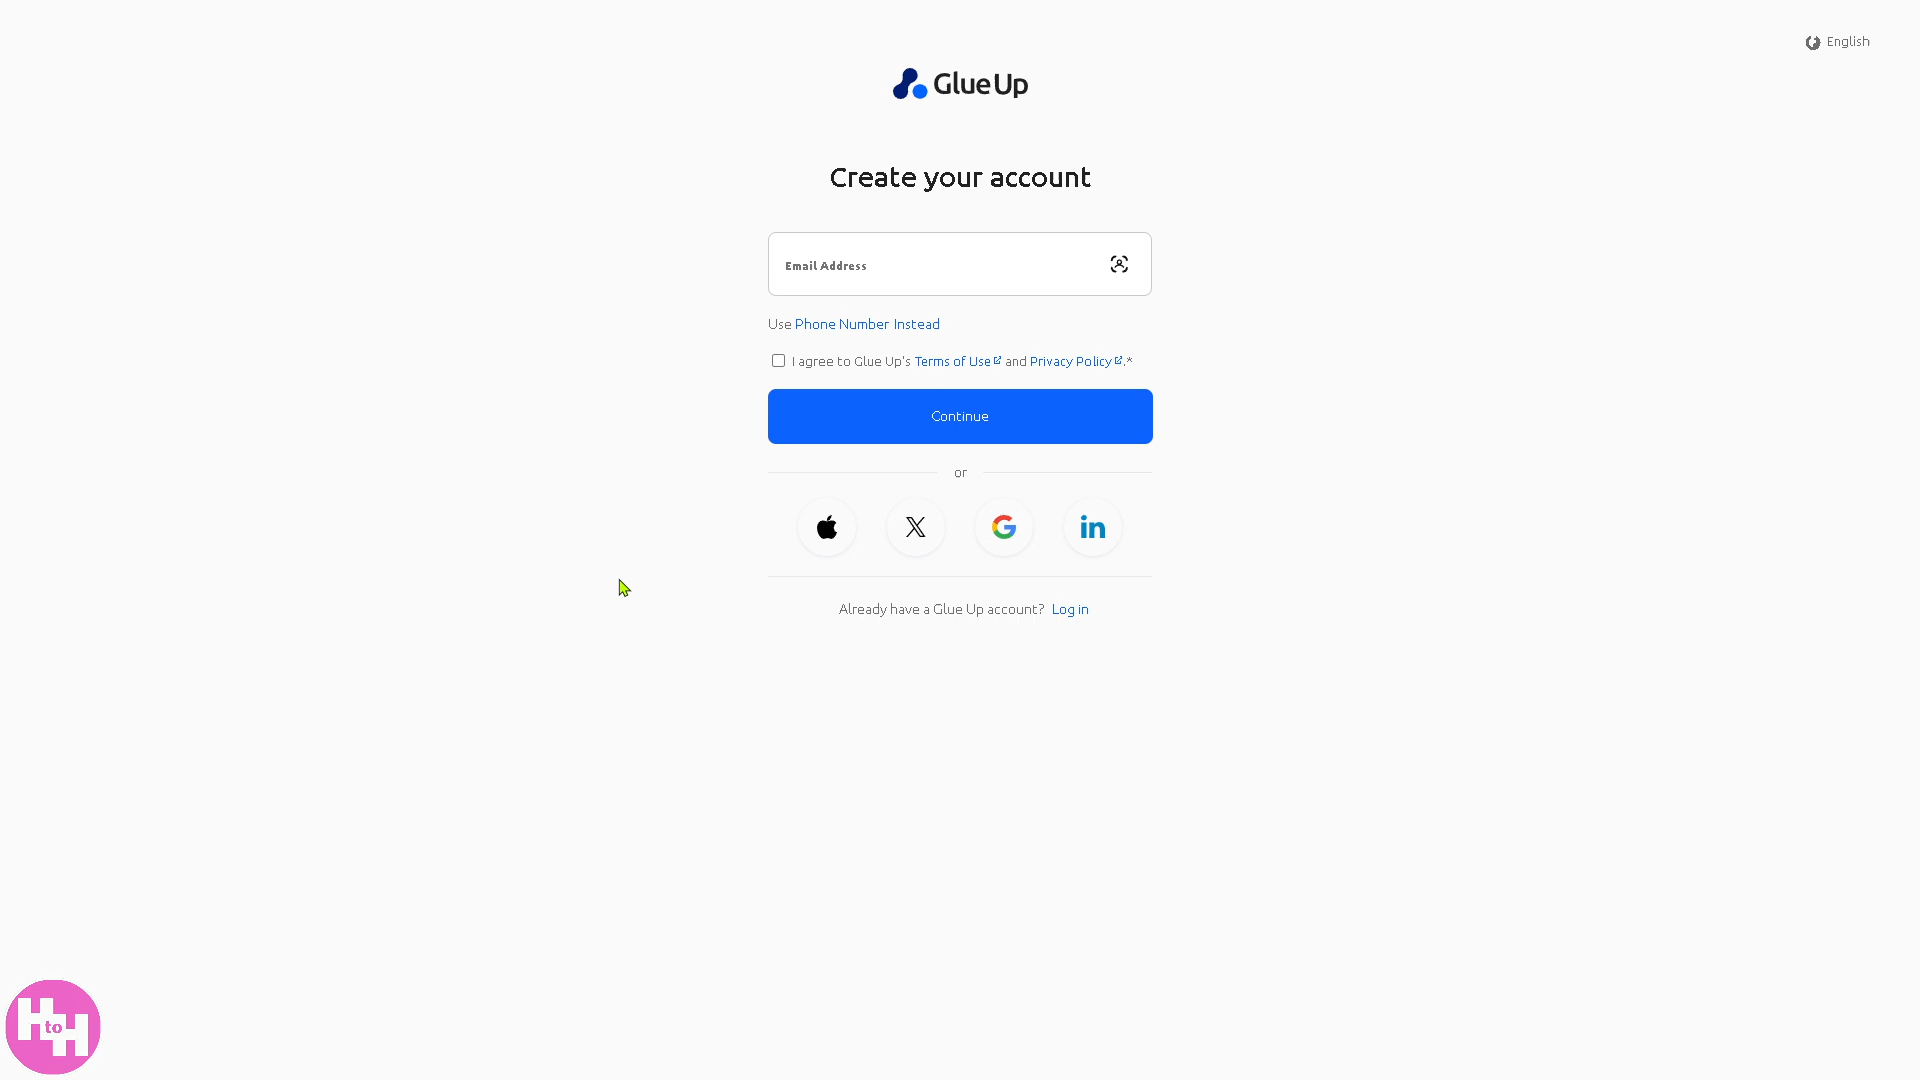 English
Glue Up
Create your account
Email Address
Use Phone Number Instead
I agree to Glue Up's Terms of Use and Privacy Policy.*
Continue
or
X
G
in
Already have a Glue Up account? Log in
H to H